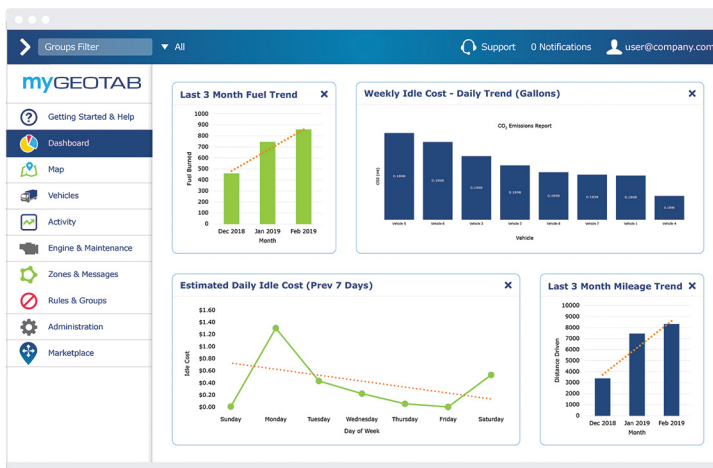 Groups Filter
All
Support
0 Notifications
user@company.com
myGEOTAB
Getting Started & Help
Dashboard
Map
Vehicles
Activity
Engine & Maintenance
Zones & Messages
Rules & Groups
Administration
Marketplace
Last 3 Month Fuel Trend
1000
900
800
700
600
500
400
300
200
100
0
Fuel Burned
Dec 2018 Jan 2019 Feb 2019
Month
Weekly Idle Cost - Daily Trend (Gallons)
CO₂ Emissions Report
Vehicle
Estimated Daily Idle Cost (Prev 7 Days)
$1.60
$1.40
$1.20
$1.00
$0.80
$0.60
$0.40
$0.20
$0.00
Idle Cost
Sunday Monday Tuesday Wednesday Thursday Friday Saturday
Day of Week
Last 3 Month Mileage Trend
10000
9000
8000
7000
6000
5000
4000
3000
2000
1000
0
Distance Driven
Dec 2018 Jan 2019 Feb 2019
Month